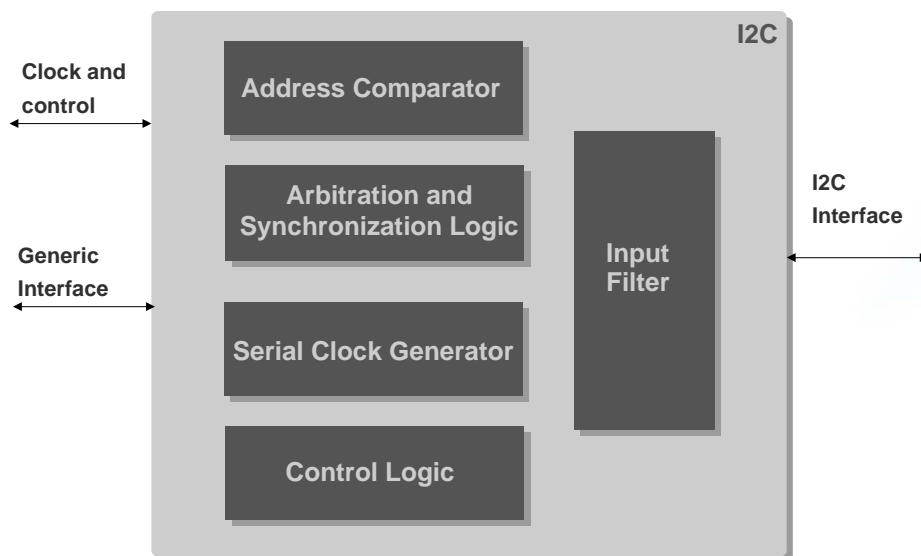 I2C
Clock and
control
Address Comparator
Arbitration and
Synchronization Logic
I2C
Interface
Input
Filter
Generic
Interface
Serial Clock Generator
Control Logic